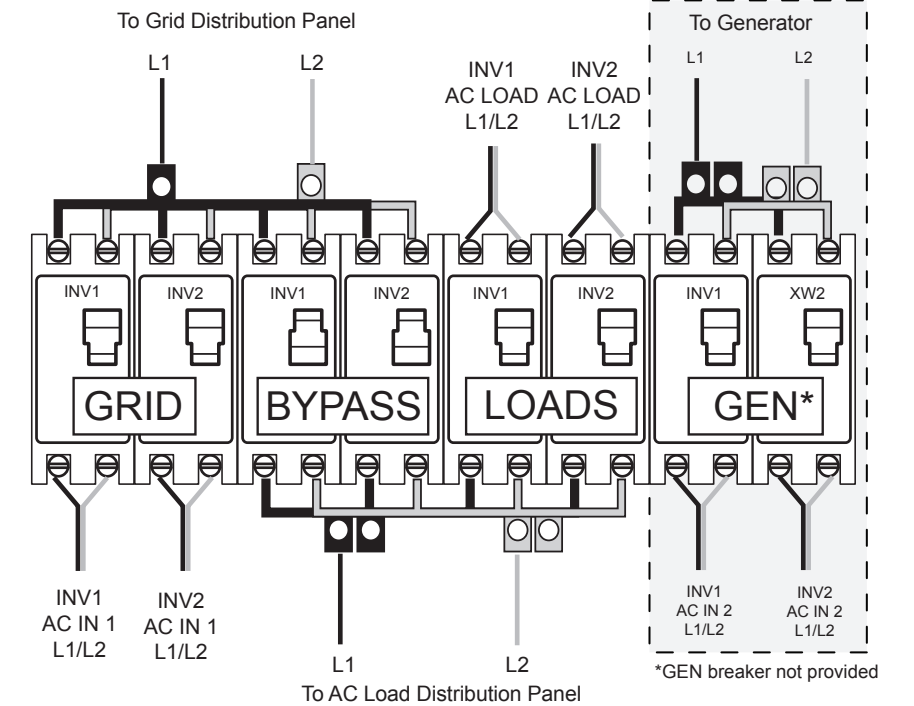 To Grid Distribution Panel
L1
L2
INV1
AC LOAD
L1/L2
INV2
AC LOAD
L1/L2
To Generator
L1
L2
INV1
INV2
INV1
INV2
INV1
INV2
INV1
XW2
GRID
BYPASS
LOADS
GEN*
INV1
AC IN 1
L1/L2
INV2
AC IN 1
L1/L2
L1
L2
To AC Load Distribution Panel
INV1
AC IN 2
L1/L2
INV2
AC IN 2
L1/L2
*GEN breaker not provided